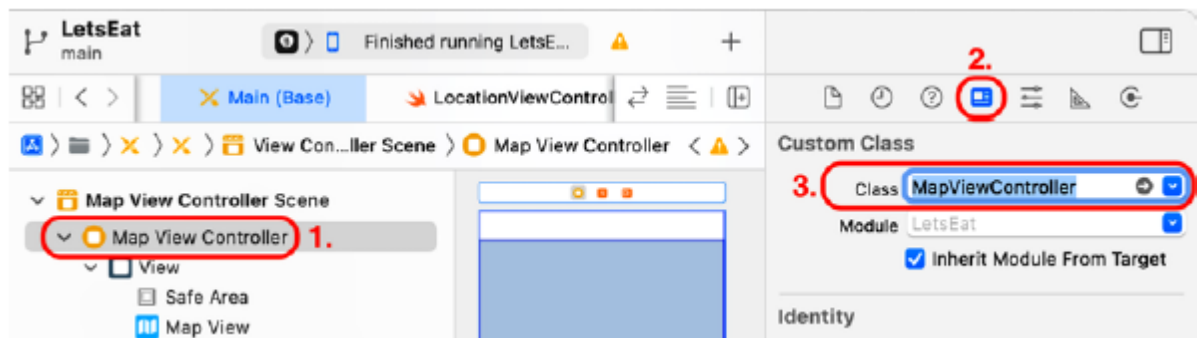 LetsEat
main
Finished running LetsE...
2.
Main (Base)
LocationViewControl
View Con...ller Scene
Map View Controller
Custom Class
3.
Class MapViewController
Module LetsEat
Inherit Module From Target
Identity
Map View Controller Scene
Map View Controller 1.
View
Safe Area
Map View